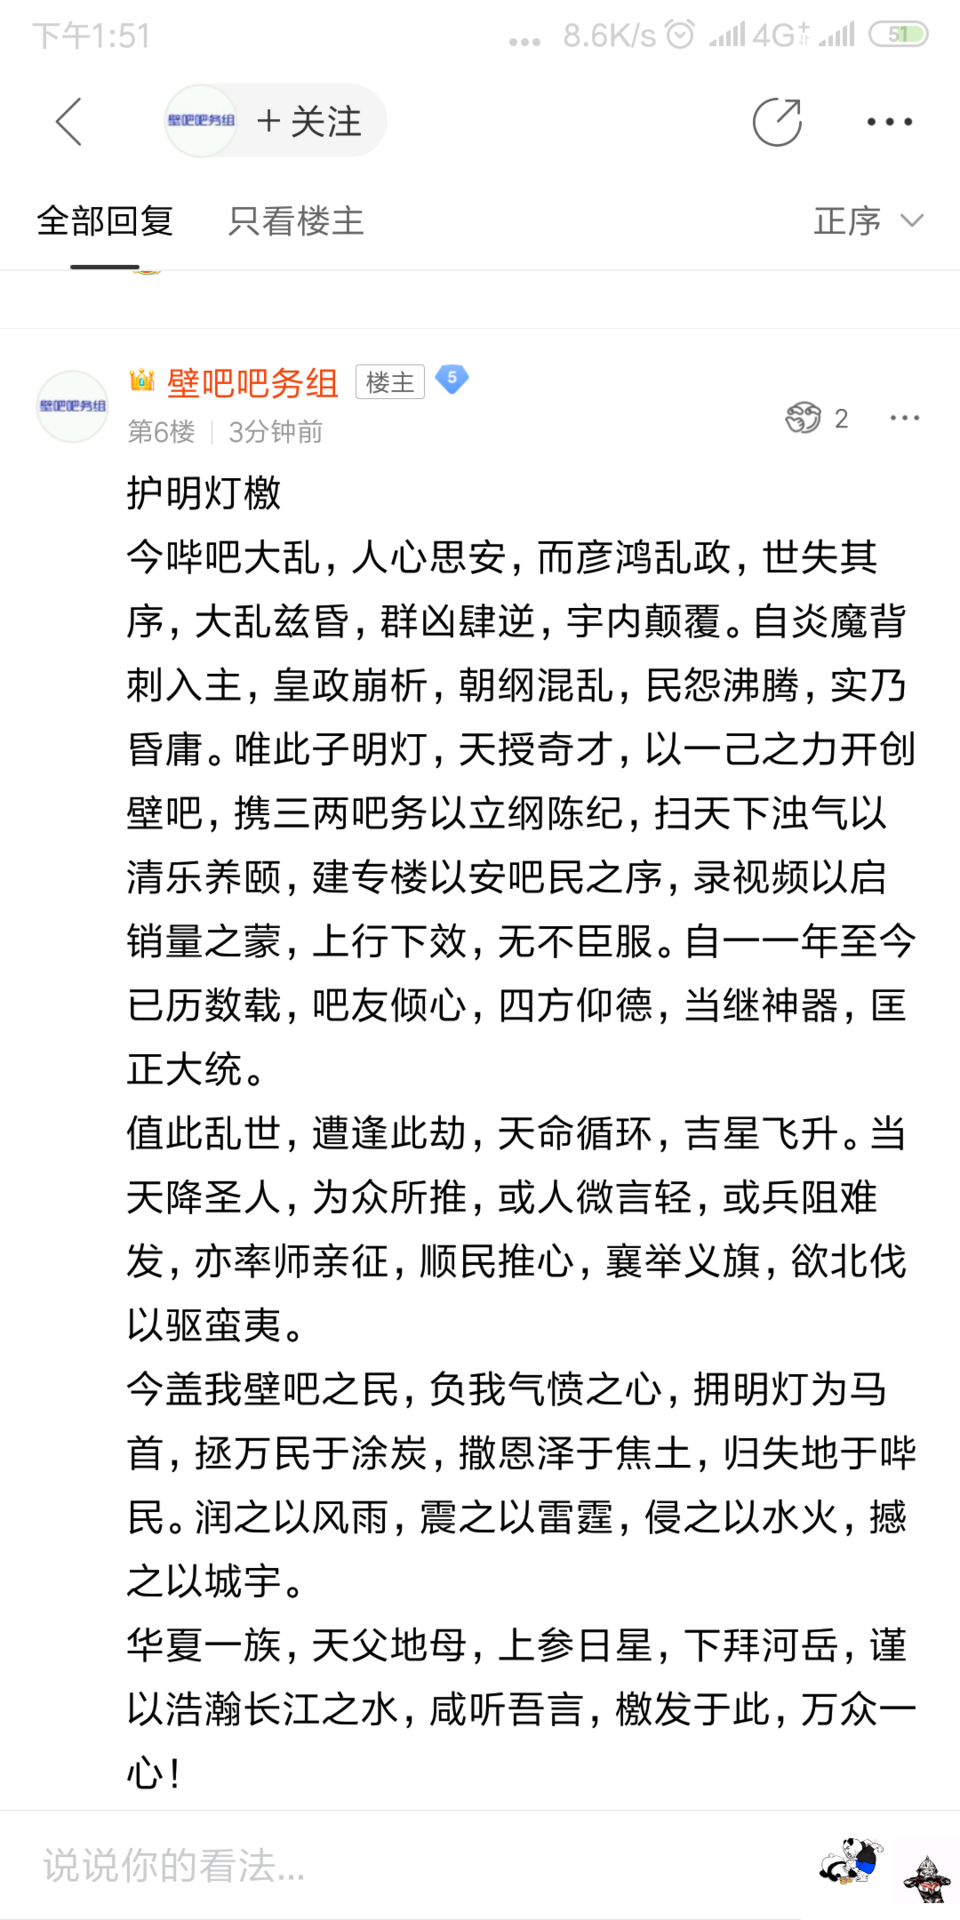 下午1:51
... 8.6K/s 4G 51
壁吧吧务组 + 关注
全部回复 只看楼主 正序
壁吧吧务组 壁吧吧务组 楼主 5
第6楼 | 3分钟前 2
护明灯檄
今哔吧大乱,人心思安,而彦鸿乱政,世失其
序,大乱兹昏,群凶肆逆,宇内颠覆。自炎魔背
刺入主,皇政崩析,朝纲混乱,民怨沸腾,实乃
昏庸。唯此子明灯,天授奇才,以一己之力开创
壁吧,携三两吧务以立纲陈纪,扫天下浊气以
清乐养颐,建专楼以安吧民之序,录视频以启
销量之蒙,上行下效,无不臣服。自一一年至今
已历数载,吧友倾心,四方仰德,当继神器,匡
正大统。
值此乱世,遭逢此劫,天命循环,吉星飞升。当
天降圣人,为众所推,或人微言轻,或兵阻难
发,亦率师亲征,顺民推心,襄举义旗,欲北伐
以驱蛮夷。
今盖我壁吧之民,负我气愤之心,拥明灯为马
首,拯万民于涂炭,撒恩泽于焦土,归失地于哔
民。润之以风雨,震之以雷霆,侵之以水火,撼
之以城宇。
华夏一族,天父地母,上参日星,下拜河岳,谨
以浩瀚长江之水,咸听吾言,檄发于此,万众一
心!
说说你的看法...